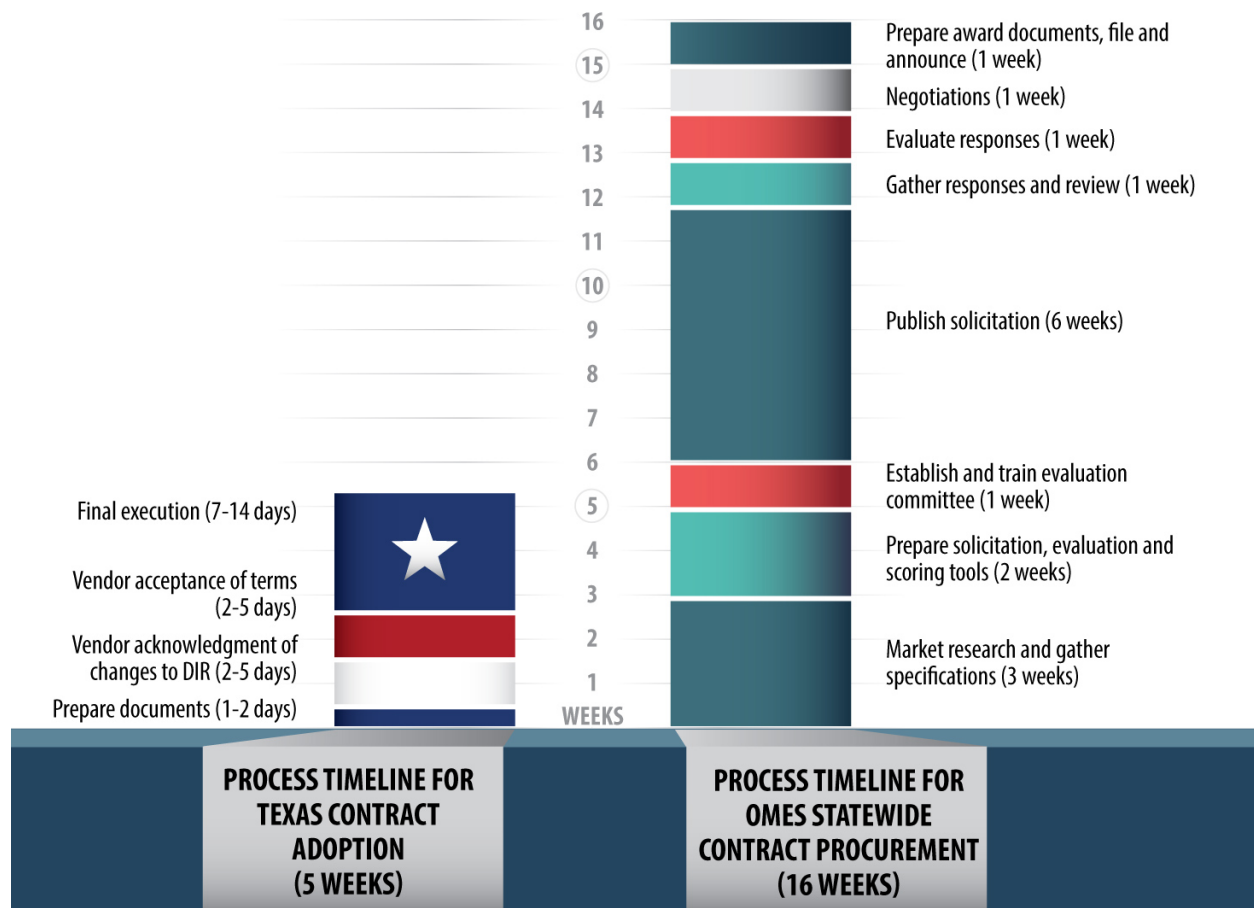 16
15
14
13
12
11
10
9
8
7
6
5
4
3
2
1
WEEKS
Final execution (7-14 days)
Vendor acceptance of terms
(2-5 days)
Vendor acknowledgment of
changes to DIR (2-5 days)
Prepare documents (1-2 days)
Prepare award documents, file and
announce (1 week)
Negotiations (1 week)
Evaluate responses (1 week)
Gather responses and review (1 week)
Publish solicitation (6 weeks)
Establish and train evaluation
committee (1 week)
Prepare solicitation, evaluation and
scoring tools (2 weeks)
Market research and gather
specifications (3 weeks)
PROCESS TIMELINE FOR
TEXAS CONTRACT
ADOPTION
(5 WEEKS)
PROCESS TIMELINE FOR
OMES STATEWIDE
CONTRACT PROCUREMENT
(16 WEEKS)